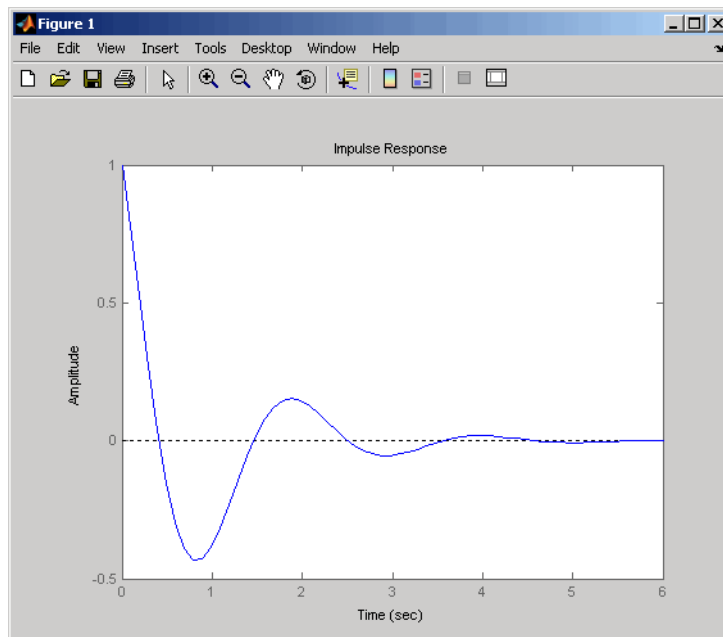 Figure 1
File Edit View Insert Tools Desktop Window Help
Impulse Response
1
0.5
0
-0.5
Amplitude
0 1 2 3 4 5 6
Time (sec)